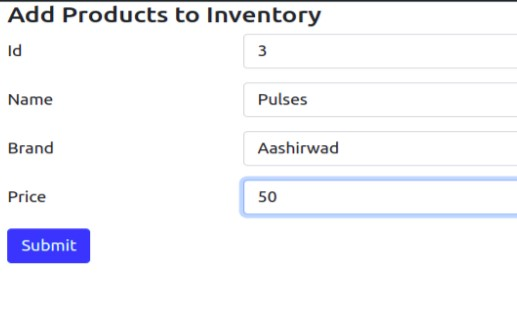 Add Products to Inventory
Id 3
Name Pulses
Brand Aashirwad
Price 50
Submit